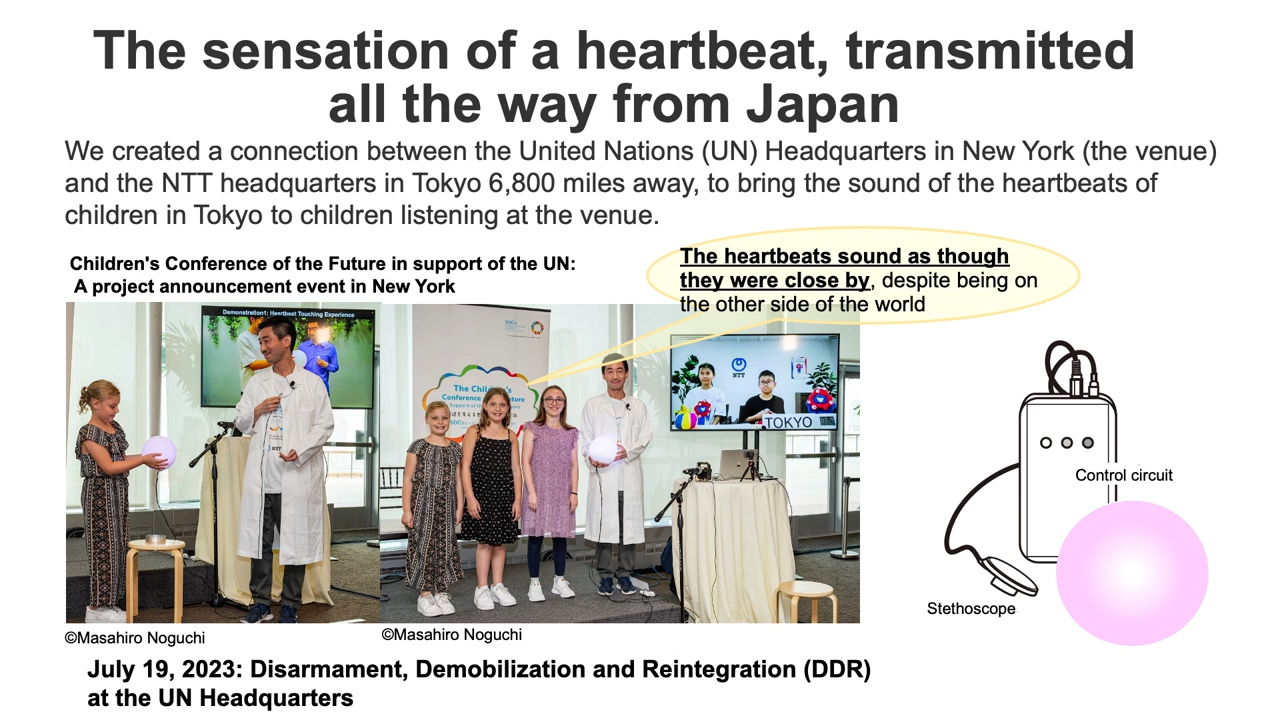 The sensation of a heartbeat, transmitted
all the way from Japan
We created a connection between the United Nations (UN) Headquarters in New York (the venue)
and the NTT headquarters in Tokyo 6,800 miles away, to bring the sound of the heartbeats of
children in Tokyo to children listening at the venue.
Children's Conference of the Future in support of the UN:
A project announcement event in New York
The heartbeats sound as though
they were close by, despite being on
the other side of the world
Demonstration1: Heartbeat Touching Experience
NTT
SDGs
The Children's
Conference
Future
Support of
SDGs
NTT
TOKYO
Control circuit
Stethoscope
©Masahiro Noguchi
©Masahiro Noguchi
July 19, 2023: Disarmament, Demobilization and Reintegration (DDR)
at the UN Headquarters